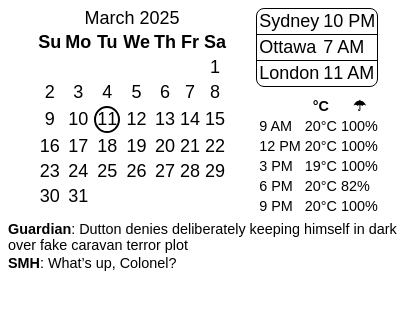 March 2025
Su Mo Tu We Th Fr Sa
1
2 3 4 5 6 7 8
9 10 11 12 13 14 15
16 17 18 19 20 21 22
23 24 25 26 27 28 29
30 31
Sydney 10 PM
Ottawa 7 AM
London 11 AM
°C ☂
9 AM 20°C 100%
12 PM 20°C 100%
3 PM 19°C 100%
6 PM 20°C 82%
9 PM 20°C 100%
Guardian: Dutton denies deliberately keeping himself in dark
over fake caravan terror plot
SMH: What’s up, Colonel?